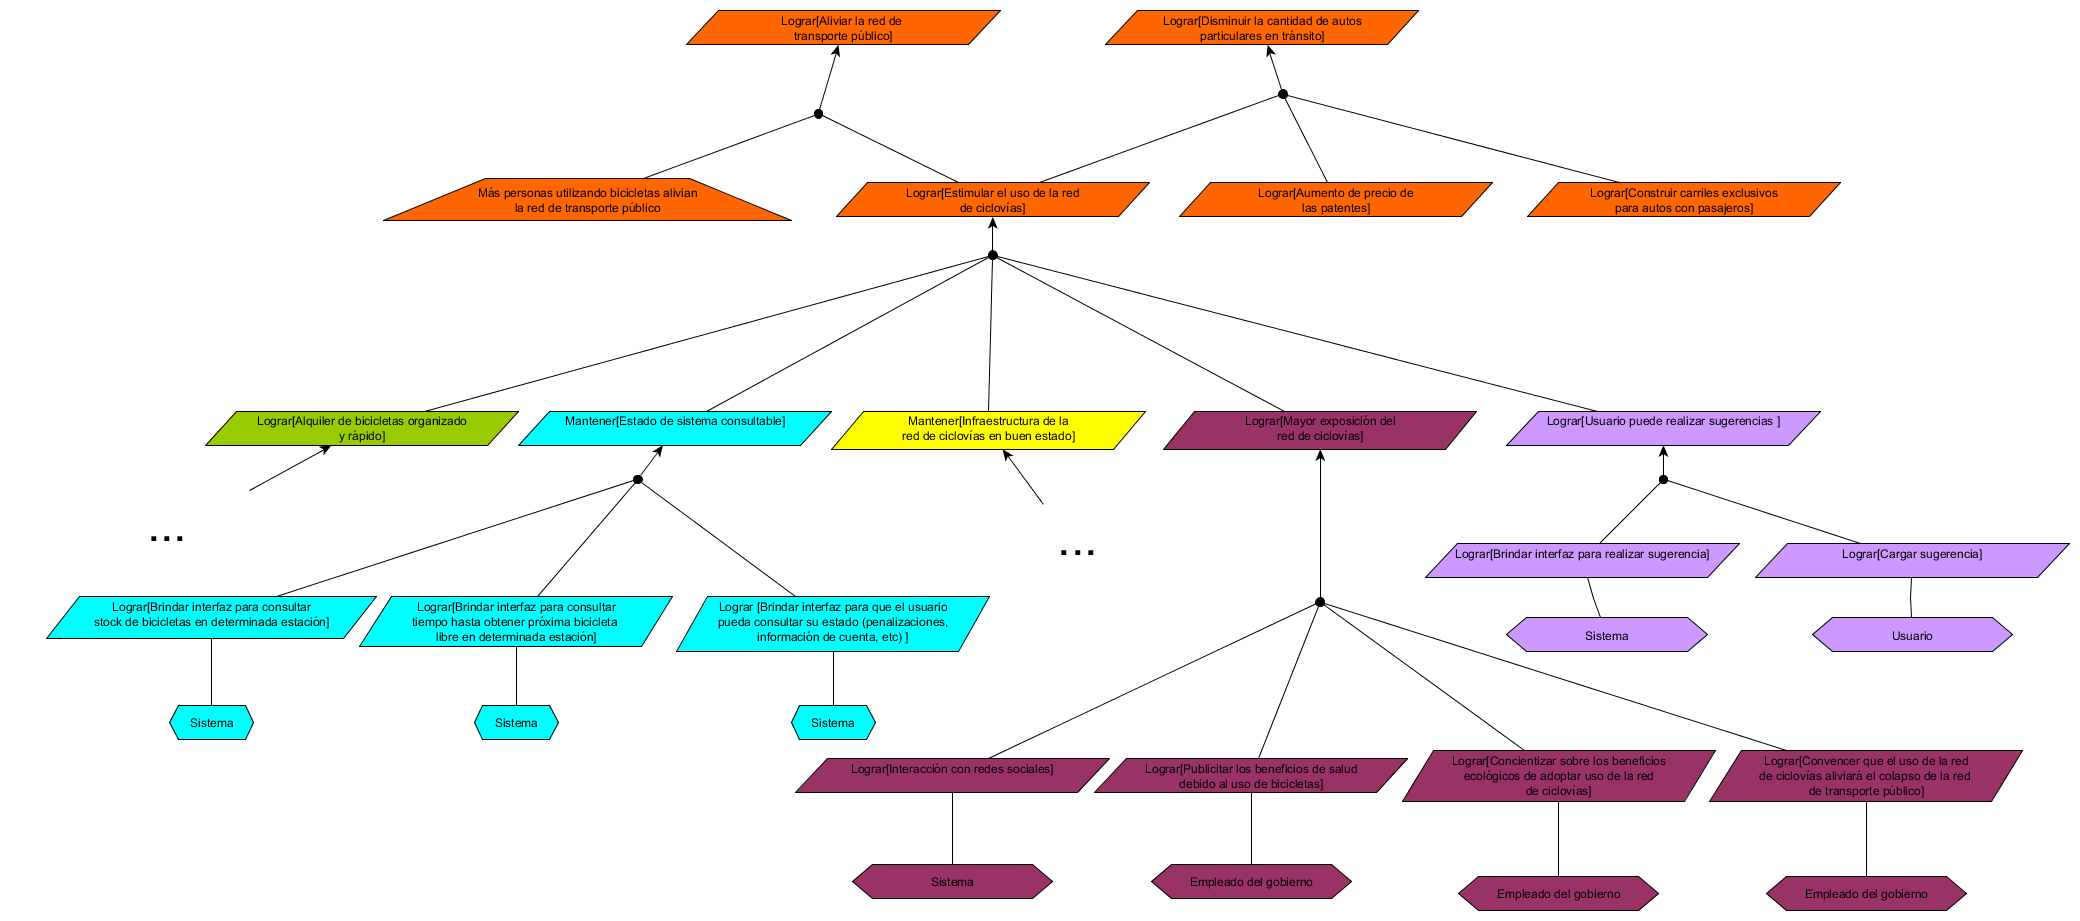 Lograr[Aliviar la red de
transporte público]
Lograr[Disminuir la cantidad de autos
particulares en tránsito]
Más personas utilizando bicicletas alivian
la red de transporte público
Lograr[Estimular el uso de la red
de ciclovías]
Lograr[Aumento de precio de
las patentes]
Lograr[Construir carriles exclusivos
para autos con pasajeros]
Lograr[Alquiler de bicicletas organizado
y rápido]
Mantener[Estado de sistema consultable]
Mantener[Infraestructura de la
red de ciclovías en buen estado]
Lograr[Mayor exposición del
red de ciclovías]
Lograr[Usuario puede realizar sugerencias ]
...
...
Lograr[Brindar interfaz para realizar sugerencia]
Lograr[Cargar sugerencia]
Lograr[Brindar interfaz para consultar
stock de bicicletas en determinada estación]
Lograr[Brindar interfaz para consultar
tiempo hasta obtener próxima bicicleta
libre en determinada estación]
Lograr [Brindar interfaz para que el usuario
pueda consultar su estado (penalizaciones,
información de cuenta, etc) ]
Sistema
Usuario
Sistema
Sistema
Sistema
Lograr[Interacción con redes sociales]
Lograr[Publicitar los beneficios de salud
debido al uso de bicicletas]
Lograr[Concientizar sobre los beneficios
ecológicos de adoptar uso de la red
de ciclovías]
Lograr[Convencer que el uso de la red
de ciclovías aliviará el colapso de la red
de transporte público]
Sistema
Empleado del gobierno
Empleado del gobierno
Empleado del gobierno